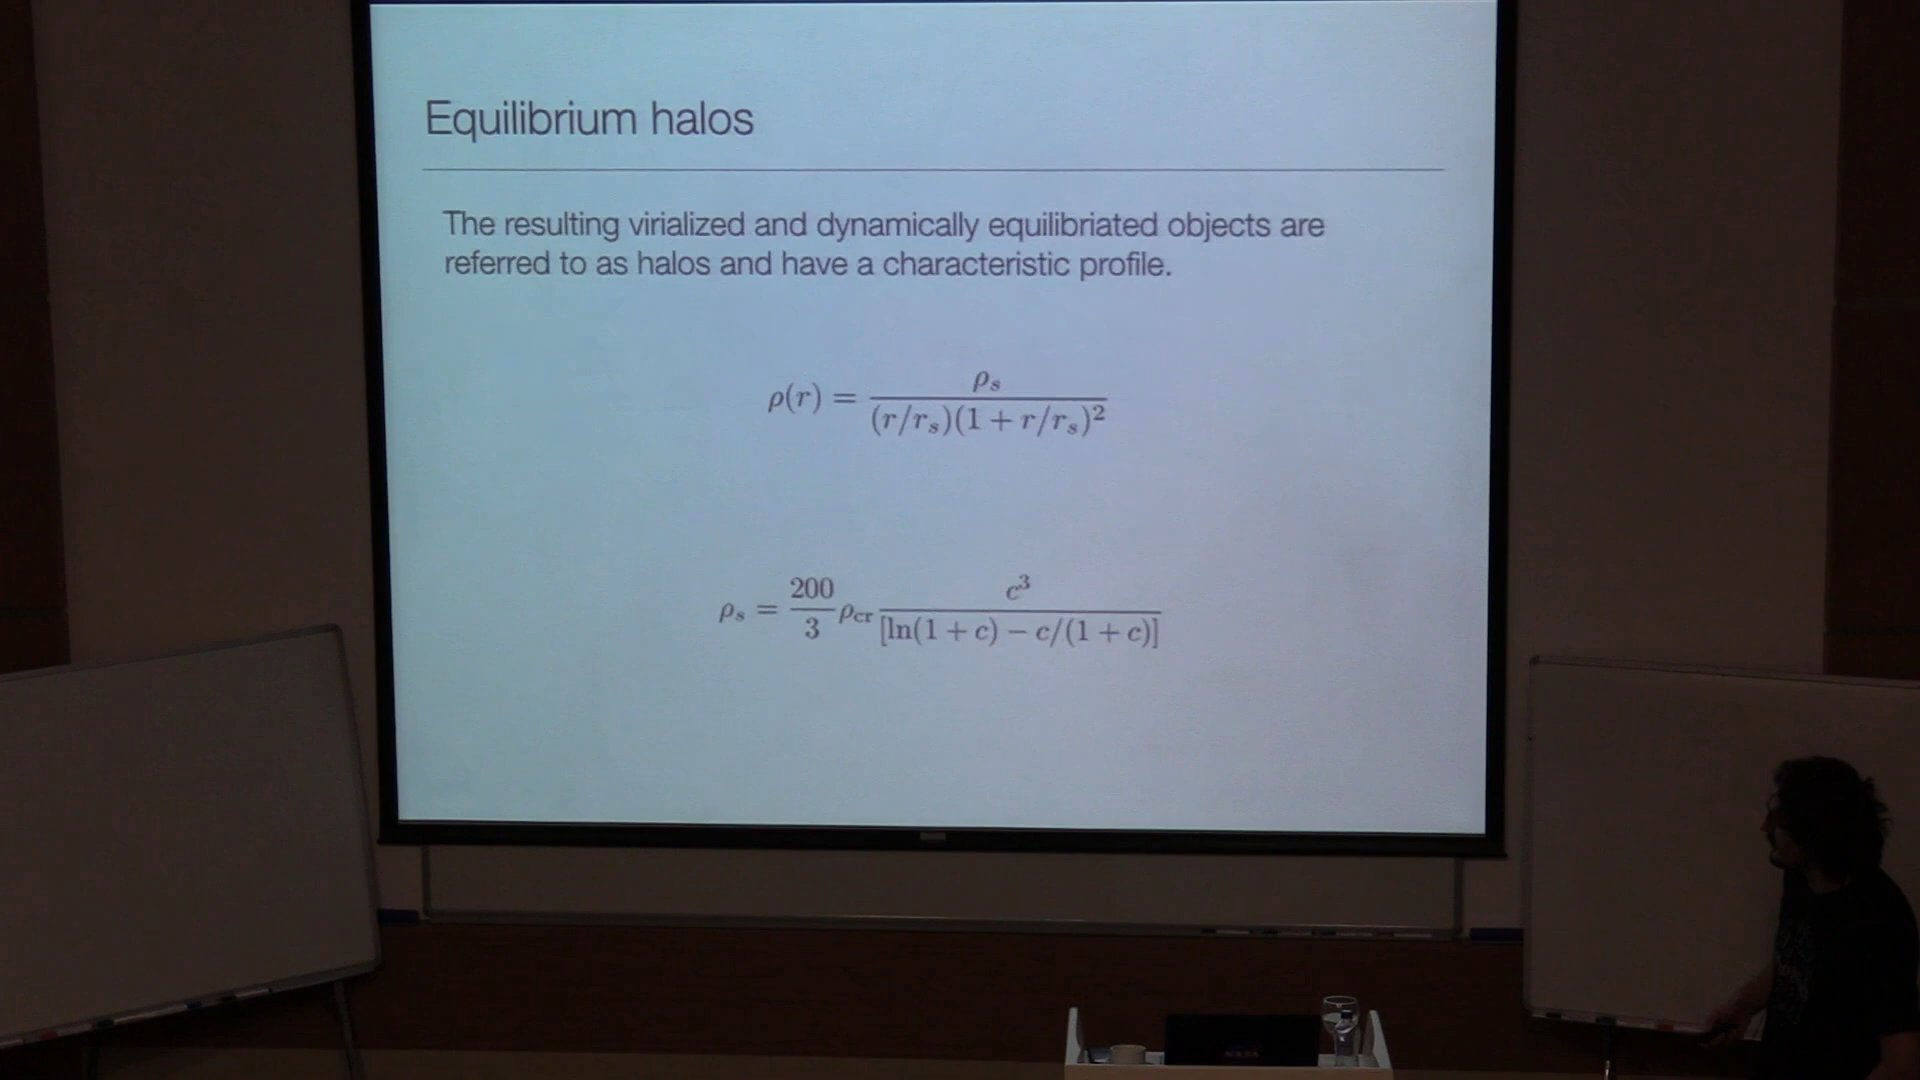 Equilibrium halos
The resulting virialized and dynamically equilibriated objects are
referred to as halos and have a characteristic profile.
ρ(r) = ρ_s / (r/r_s)(1 + r/r_s)²
ρ_s = 200/3 ρ_cr c³ / [ln(1 + c) − c/(1 + c)]